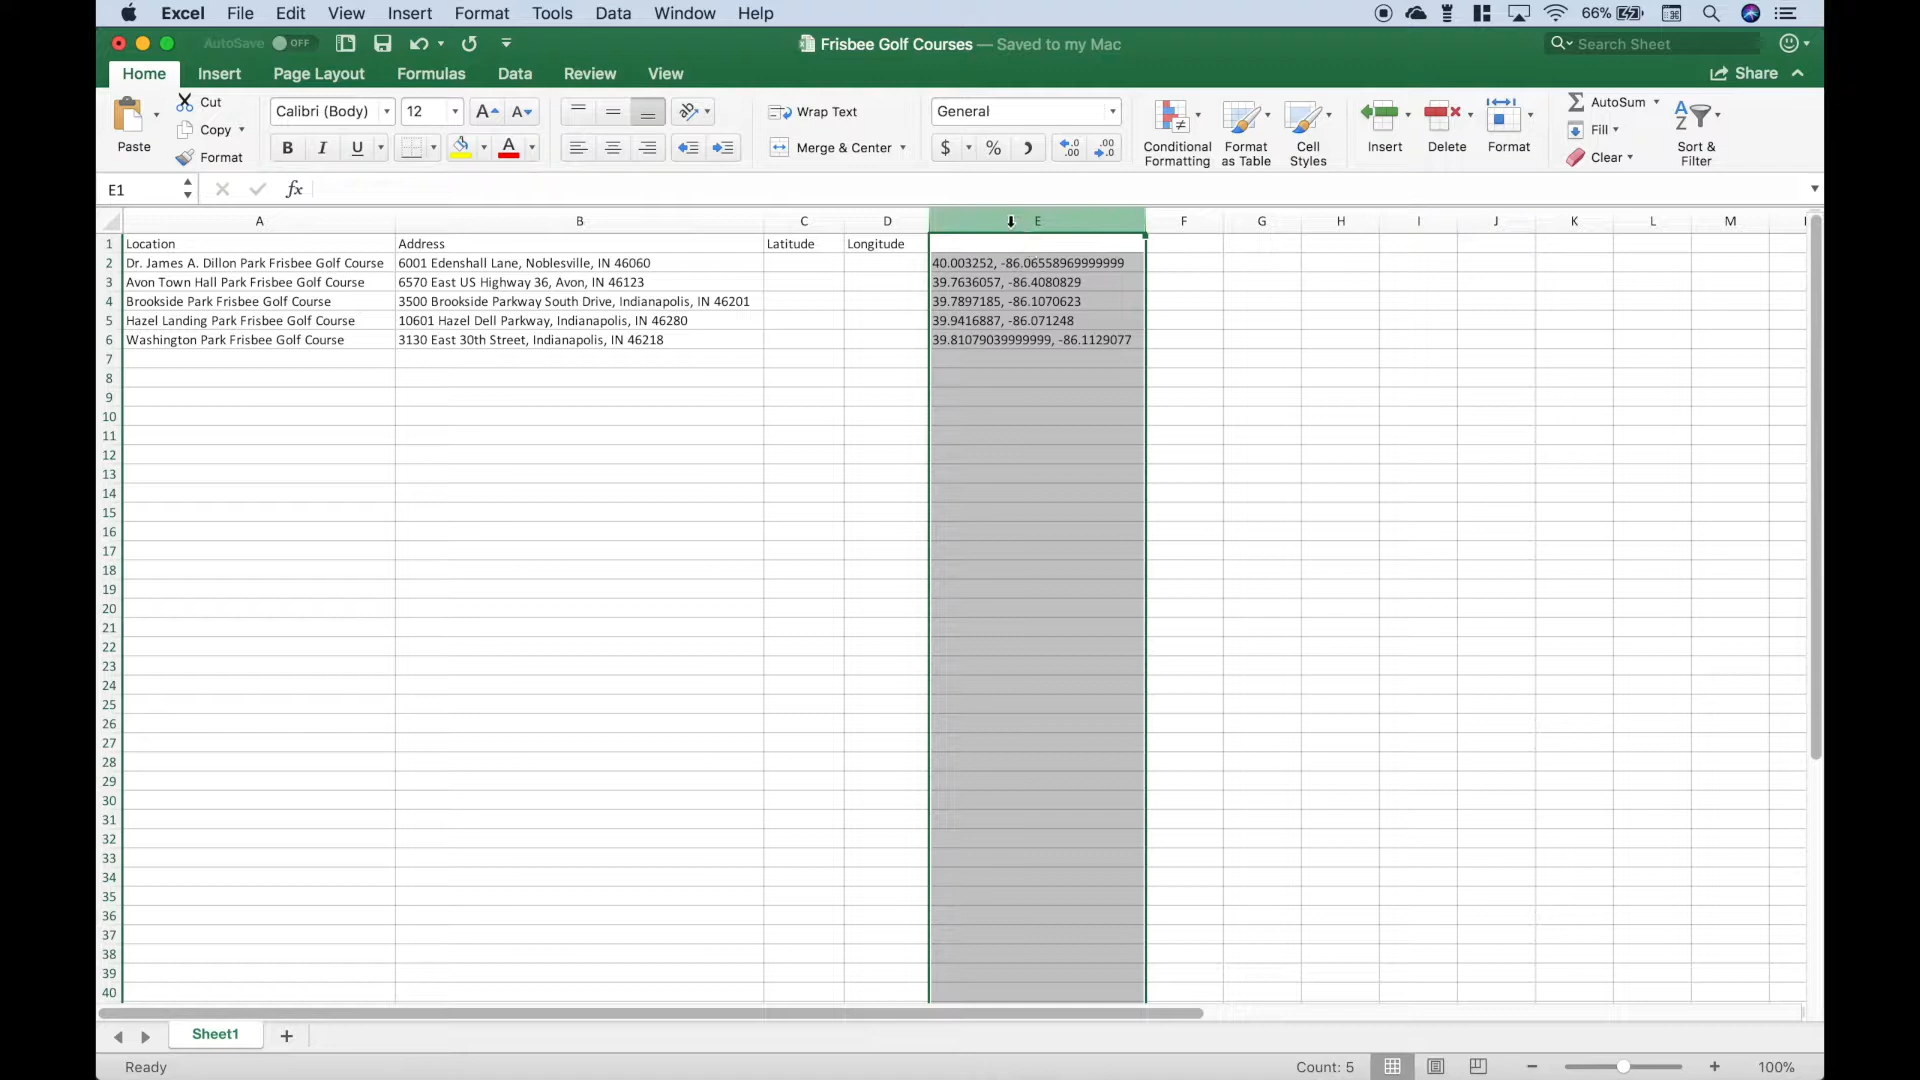 Excel File Edit View Insert Format Tools Data Window Help 66%
AutoSave OFF Frisbee Golf Courses — Saved to my Mac Search Sheet
Home Insert Page Layout Formulas Data Review View Share
Paste Cut Copy Format
Calibri (Body) 12
B I U A
Wrap Text
Merge & Center
General
$ % )
Conditional Formatting
Format as Table
Cell Styles
Insert Delete Format
AutoSum
Fill
Clear
Sort & Filter
E1 fx
A B C D E F G H I J K L M
1 Location Address Latitude Longitude
2 Dr. James A. Dillon Park Frisbee Golf Course 6001 Edenshall Lane, Noblesville, IN 46060 40.003252, -86.06558969999999
3 Avon Town Hall Park Frisbee Golf Course 6570 East US Highway 36, Avon, IN 46123 39.7636057, -86.4080829
4 Brookside Park Frisbee Golf Course 3500 Brookside Parkway South Drive, Indianapolis, IN 46201 39.7897185, -86.1070623
5 Hazel Landing Park Frisbee Golf Course 10601 Hazel Dell Parkway, Indianapolis, IN 46280 39.9416887, -86.071248
6 Washington Park Frisbee Golf Course 3130 East 30th Street, Indianapolis, IN 46218 39.81079039999999, -86.1129077
7
8
9
10
11
12
13
14
15
16
17
18
19
20
21
22
23
24
25
26
27
28
29
30
31
32
33
34
35
36
37
38
39
40
Sheet1 +
Ready Count: 5 − + 100%